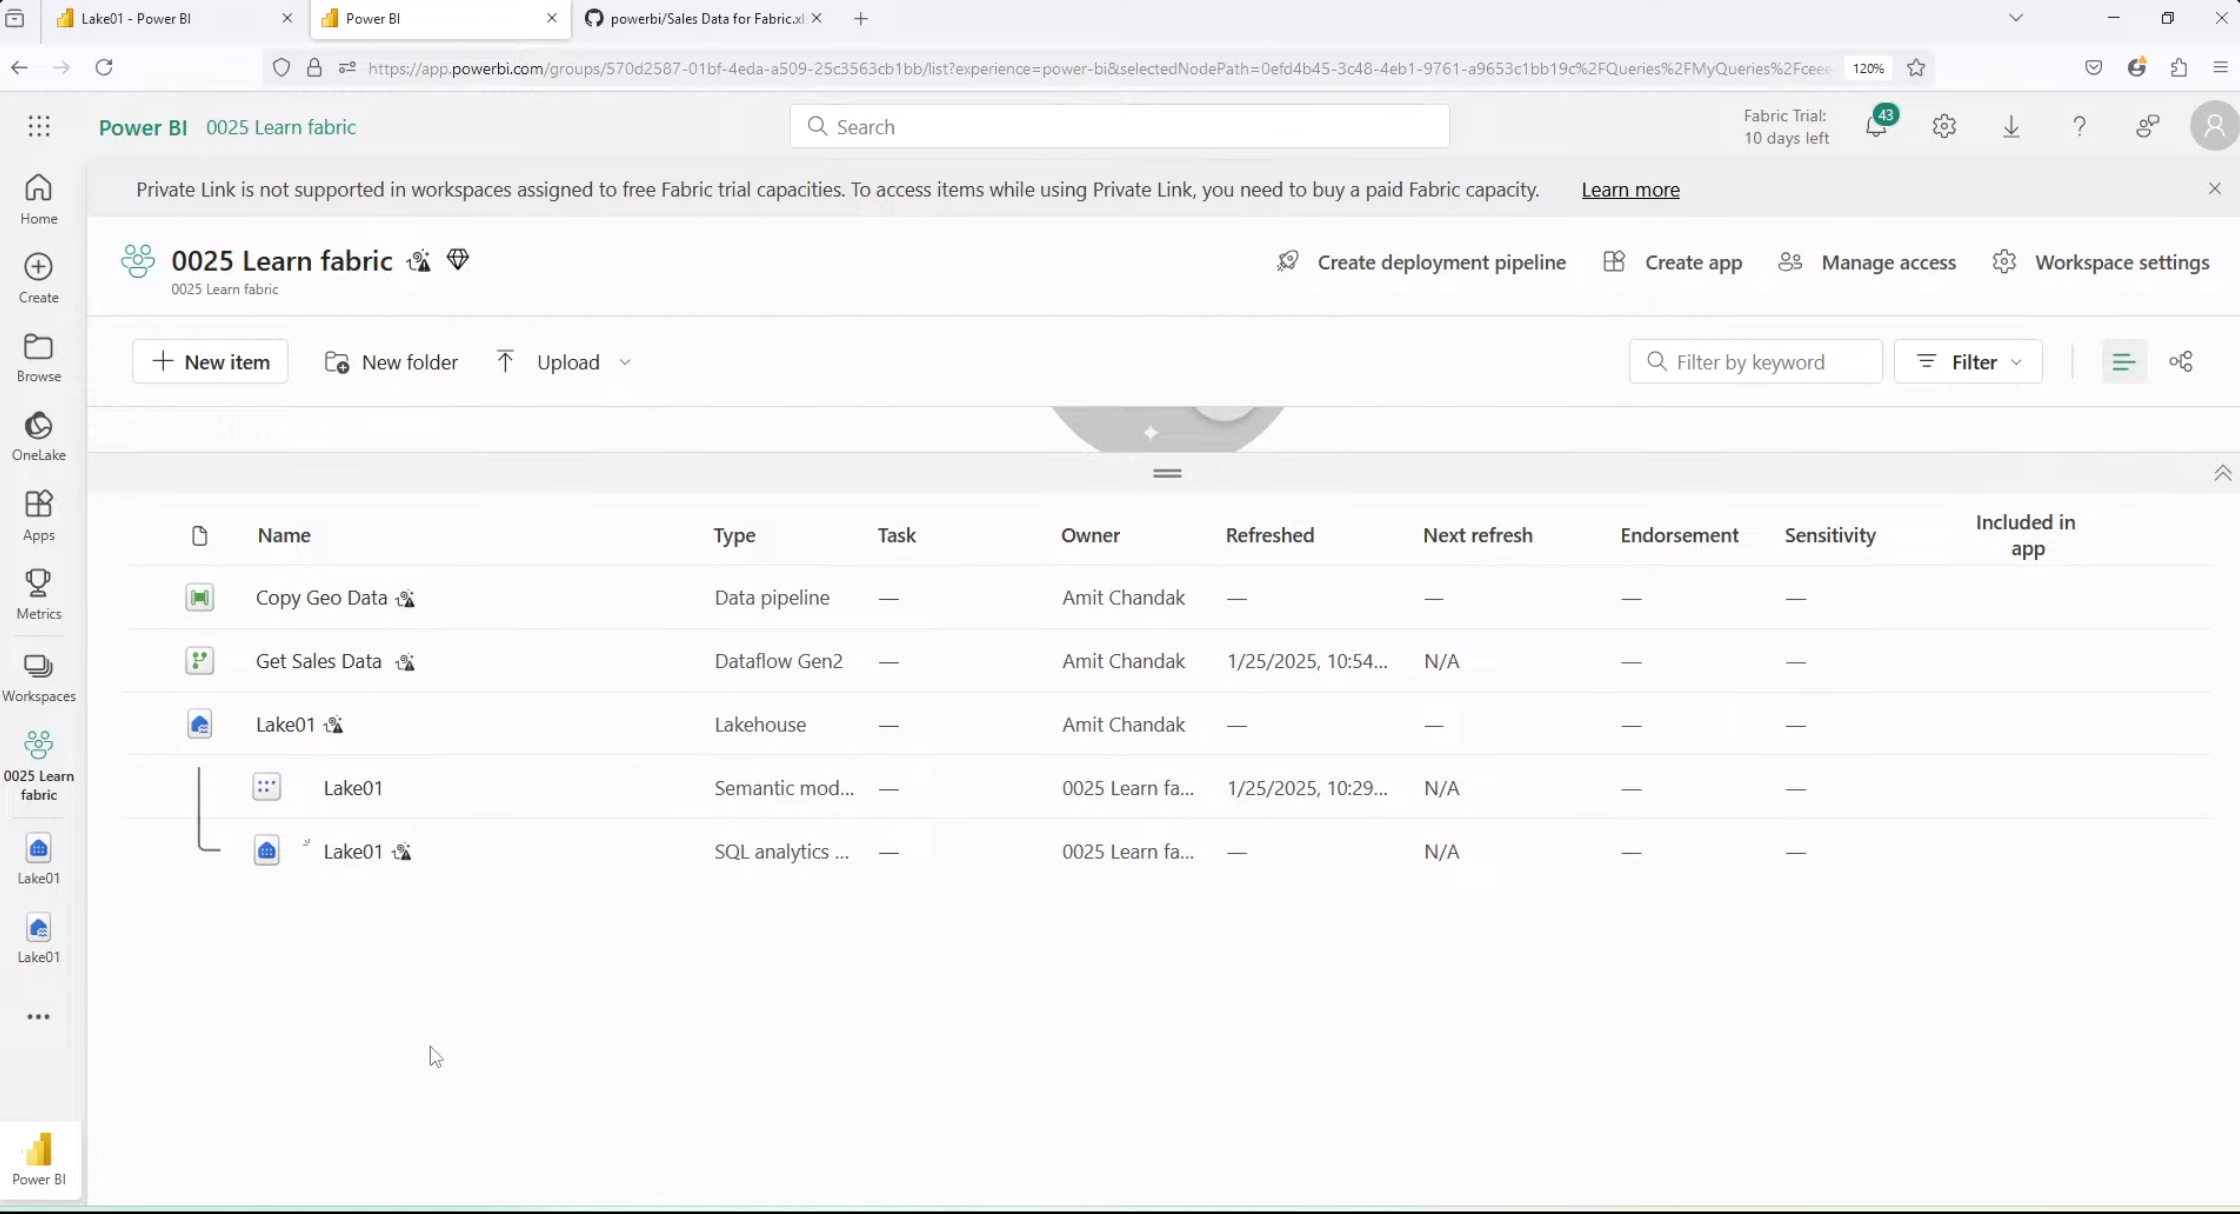 Lake01 - Power BI
Power BI
powerbi/Sales Data for Fabric.xl
https://app.powerbi.com/groups/570d2587-01bf-4eda-a509-25c3563cb1bb/list?experience=power-bi&selectedNodePath=0efd4b45-3c48-4eb1-9761-a9653c1bb19c%2FQueries%2FMyQueries%2Fceee
120%
Power BI 0025 Learn fabric
Search
Fabric Trial:
10 days left
43
Private Link is not supported in workspaces assigned to free Fabric trial capacities. To access items while using Private Link, you need to buy a paid Fabric capacity. Learn more
Home
Create
Browse
OneLake
Apps
Metrics
Workspaces
0025 Learn
fabric
Lake01
Lake01
Power BI
0025 Learn fabric
0025 Learn fabric
Create deployment pipeline
Create app
Manage access
Workspace settings
New item
New folder
Upload
Filter by keyword
Filter
Name Type Task Owner Refreshed Next refresh Endorsement Sensitivity Included in
app
Copy Geo Data Data pipeline — Amit Chandak — — — —
Get Sales Data Dataflow Gen2 — Amit Chandak 1/25/2025, 10:54... N/A — —
Lake01 Lakehouse — Amit Chandak — — — —
Lake01 Semantic mod... — 0025 Learn fa... 1/25/2025, 10:29... N/A — —
Lake01 SQL analytics ... — 0025 Learn fa... — N/A — —